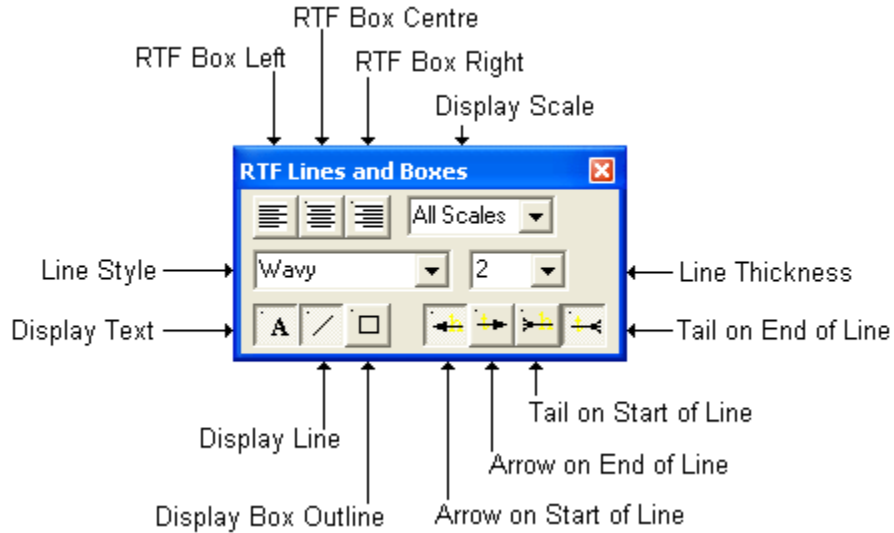 RTF Box Centre
RTF Box Left
RTF Box Right
Display Scale
RTF Lines and Boxes
All Scales
Line Style
Wavy
2
Line Thickness
Display Text
A
Tail on End of Line
Tail on Start of Line
Display Line
Arrow on End of Line
Display Box Outline
Arrow on Start of Line